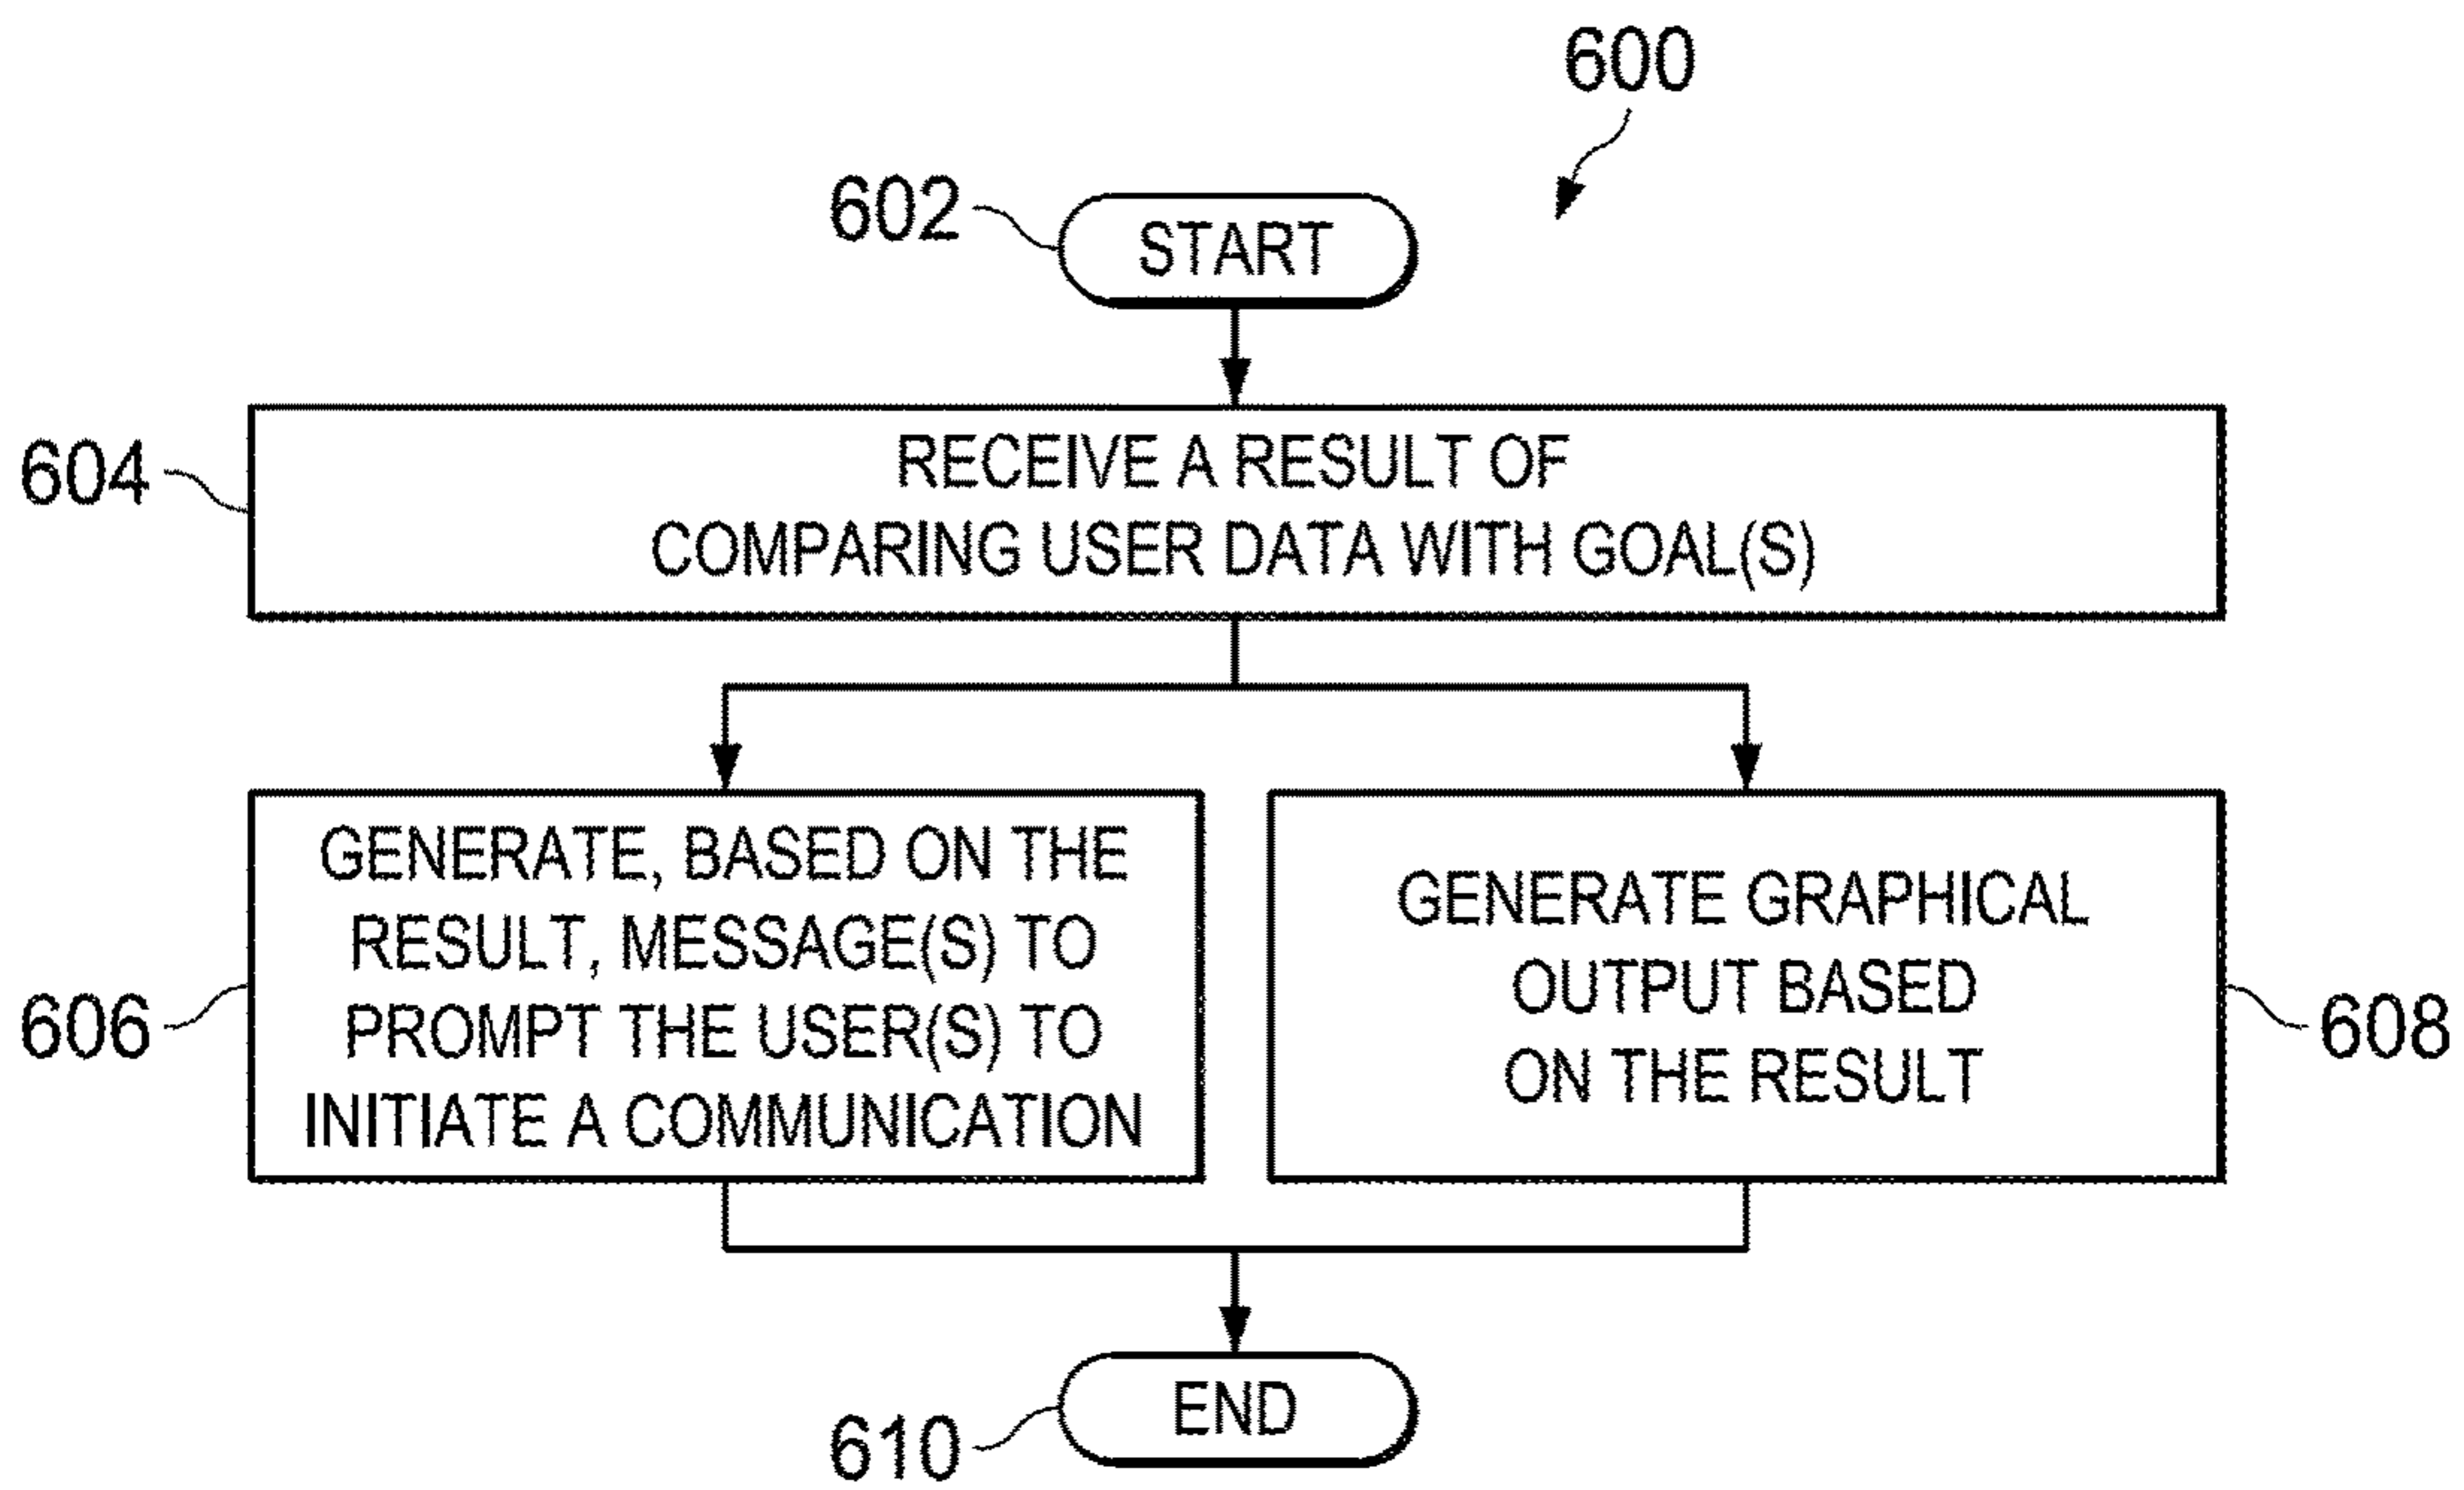 600
602
START
604
RECEIVE A RESULT OF
COMPARING USER DATA WITH GOAL(S)
606
GENERATE, BASED ON THE
RESULT, MESSAGE(S) TO
PROMPT THE USER(S) TO
INITIATE A COMMUNICATION
GENERATE GRAPHICAL
OUTPUT BASED
ON THE RESULT
608
610
END